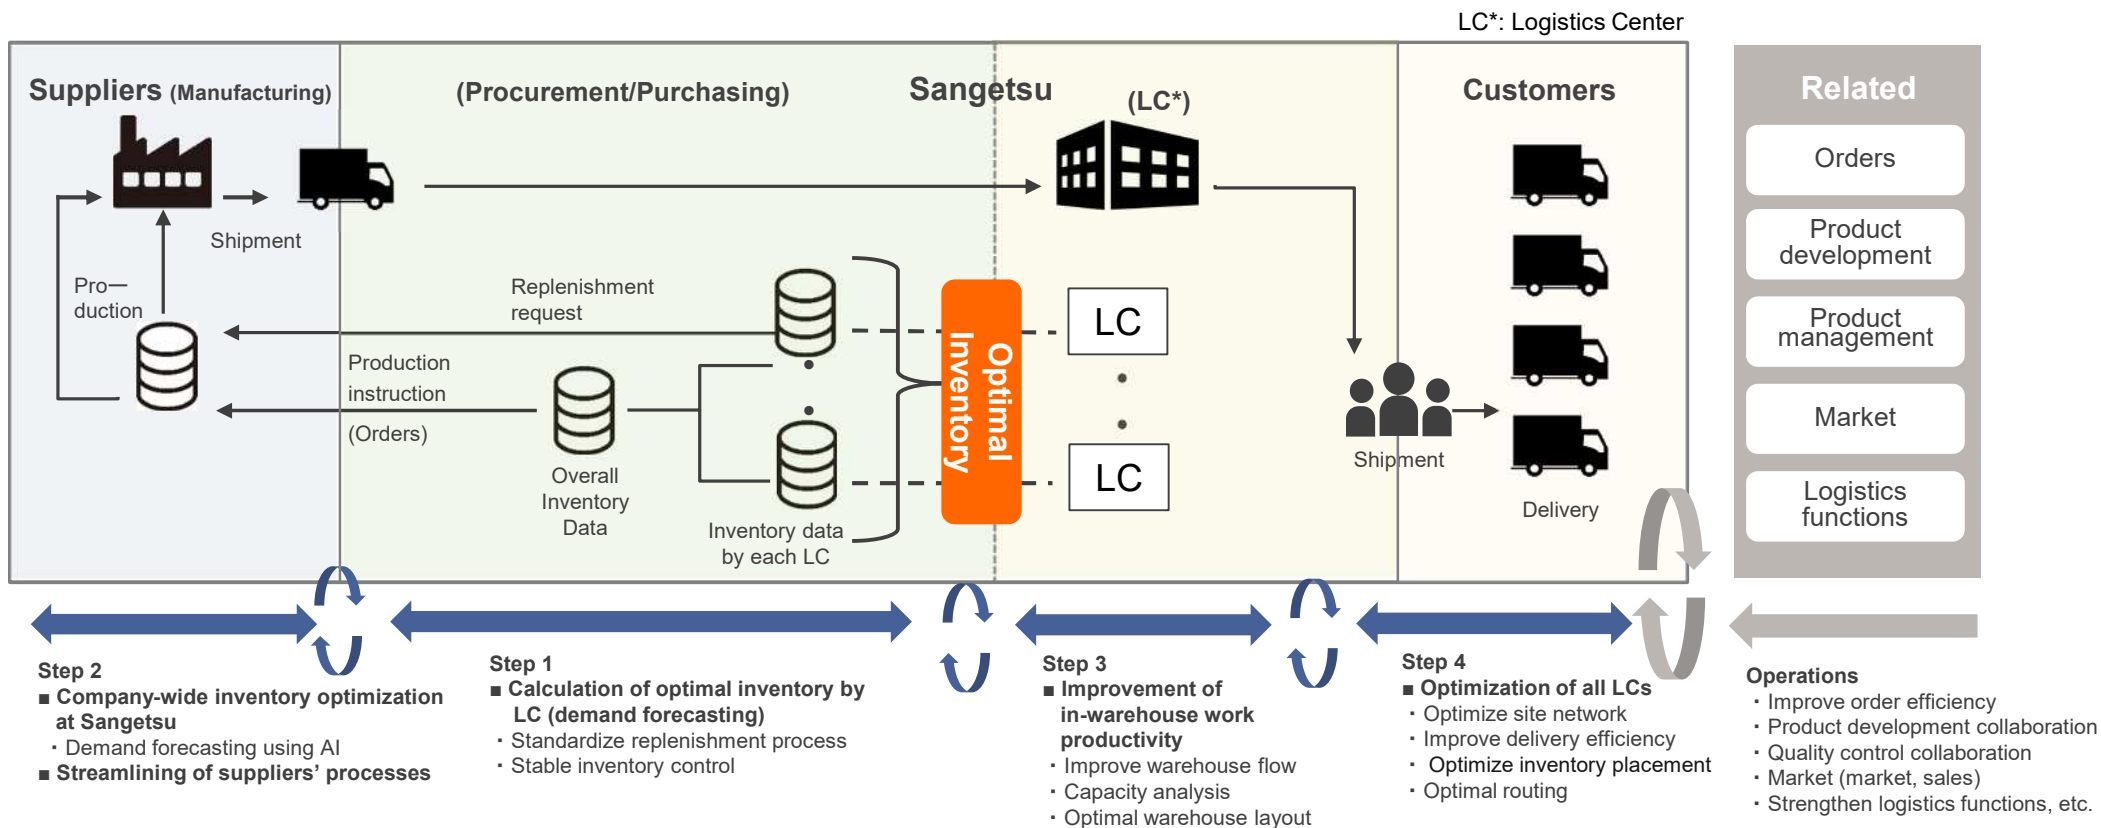 LC*: Logistics Center
Suppliers (Manufacturing)
(Procurement/Purchasing)
Sangetsu
(LC*)
Customers
Related
Orders
Product
development
Product
management
Market
Logistics
functions
Shipment
Pro—
duction
Replenishment
request
Production
instruction
(Orders)
Overall
Inventory
Data
Inventory data
by each LC
Optimal
Inventory
LC
LC
Shipment
Delivery
Step 2
■ Company-wide inventory optimization
at Sangetsu
・Demand forecasting using AI
■ Streamlining of suppliers’ processes
Step 1
■ Calculation of optimal inventory by
LC (demand forecasting)
・Standardize replenishment process
・Stable inventory control
Step 3
■ Improvement of
in-warehouse work
productivity
・Improve warehouse flow
・Capacity analysis
・Optimal warehouse layout
Step 4
■ Optimization of all LCs
・Optimize site network
・Improve delivery efficiency
・Optimize inventory placement
・Optimal routing
Operations
・Improve order efficiency
・Product development collaboration
・Quality control collaboration
・Market (market, sales)
・Strengthen logistics functions, etc.